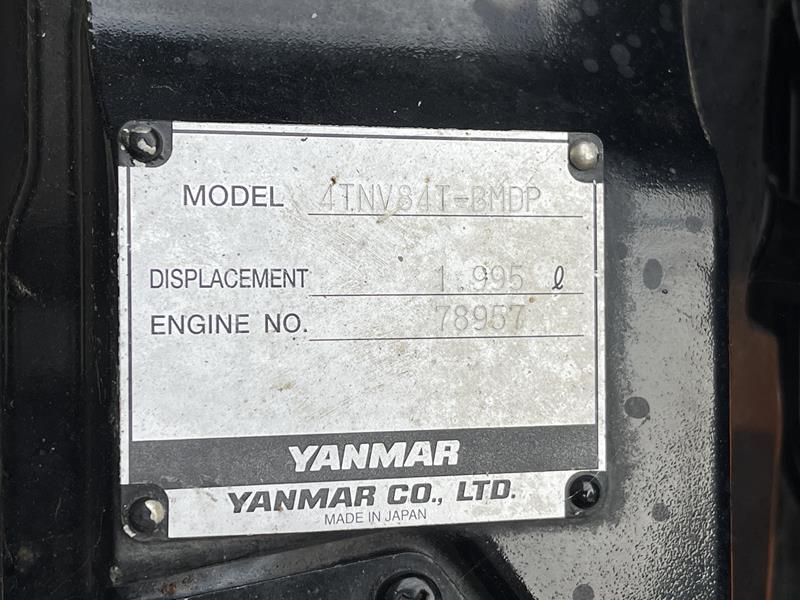 MODEL 4TNV84T-BMDP
DISPLACEMENT 1.995 ℓ
ENGINE NO. 78957
YANMAR
YANMAR CO., LTD.
MADE IN JAPAN